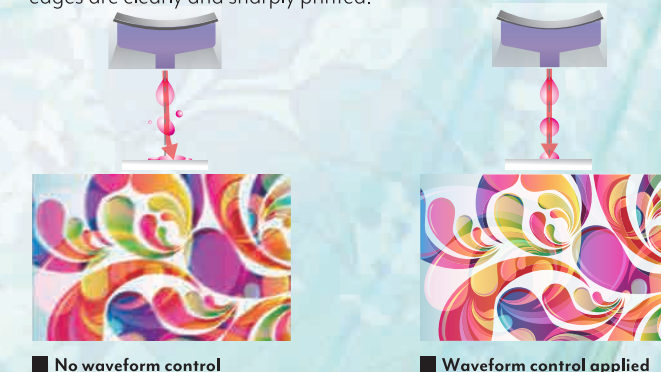 edges are clearly and sharply printed.
No waveform control
Waveform control applied